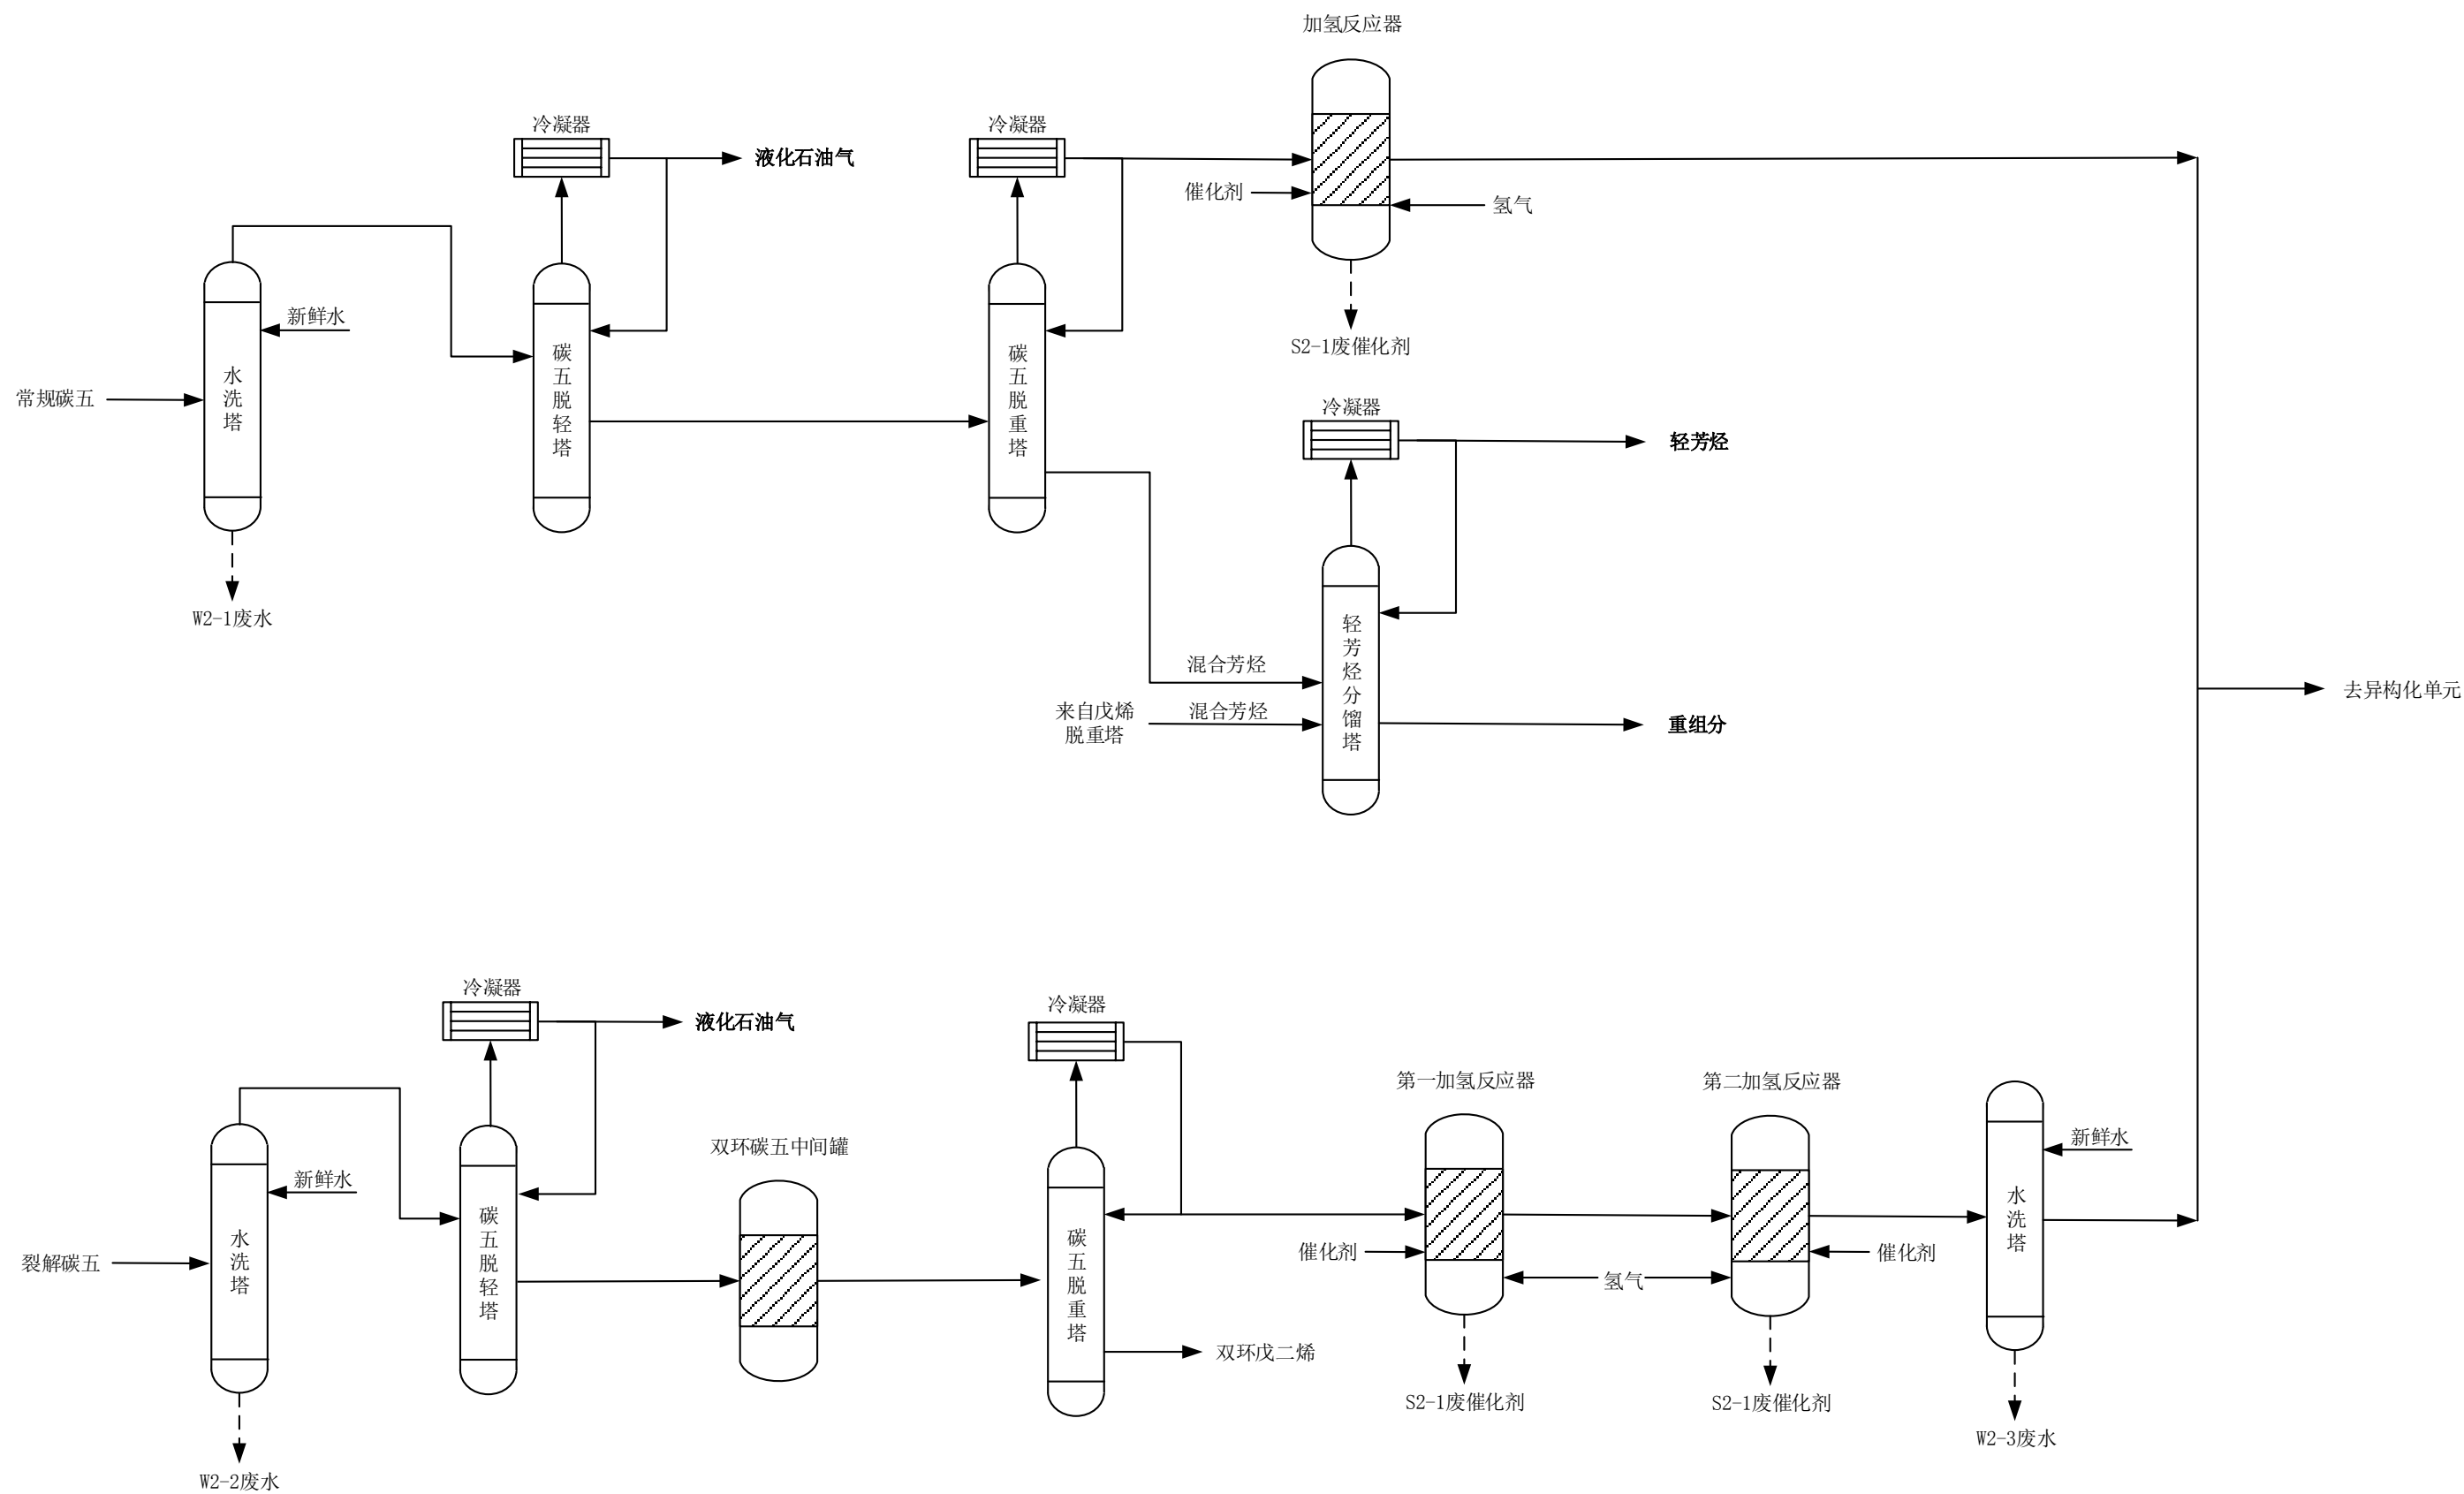 加氢反应器
冷凝器
冷凝器
液化石油气
催化剂
氢气
新鲜水
S2-1废催化剂
常规碳五
水洗塔
碳五脱轻塔
碳五脱重塔
冷凝器
轻芳烃
W2-1废水
轻芳烃分馏塔
混合芳烃
来自戊烯
脱重塔
混合芳烃
重组分
去异构化单元
冷凝器
液化石油气
冷凝器
第一加氢反应器
第二加氢反应器
双环碳五中间罐
新鲜水
新鲜水
裂解碳五
水洗塔
碳五脱轻塔
碳五脱重塔
水洗塔
催化剂
氢气
催化剂
双环戊二烯
S2-1废催化剂
S2-1废催化剂
W2-3废水
W2-2废水